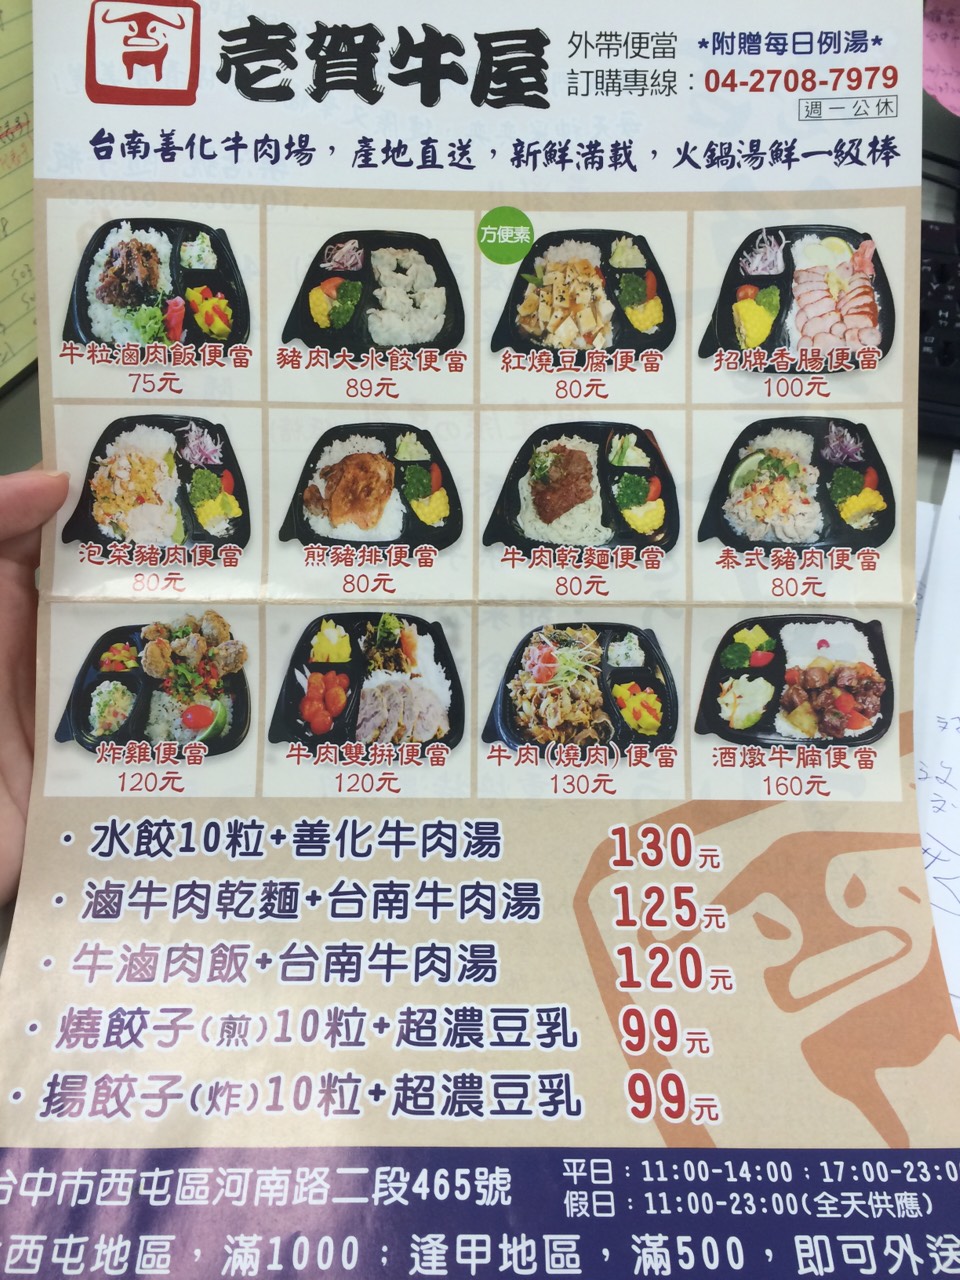 壱賀牛屋
外帶便當 *附贈每日例湯*
訂購專線：04-2708-7979
週一公休
台南善化牛肉場，產地直送，新鮮滿載，火鍋湯鮮一級棒
方便素
牛粒滷肉飯便當
75元
豬肉大水餃便當
89元
紅燒豆腐便當
80元
招牌香腸便當
100元
泡菜豬肉便當
80元
煎豬排便當
80元
牛肉乾麵便當
80元
泰式豬肉便當
80元
炸雞便當
120元
牛肉雙拼便當
120元
牛肉(燒肉)便當
130元
酒燉牛腩便當
160元
・水餃10粒+善化牛肉湯 130元
・滷牛肉乾麵+台南牛肉湯 125元
・牛滷肉飯+台南牛肉湯 120元
・燒餃子(煎)10粒+超濃豆乳 99元
・揚餃子(炸)10粒+超濃豆乳 99元
台中市西屯區河南路二段465號
平日：11:00-14:00；17:00-23:00
假日：11:00-23:00(全天供應)
西屯地區，滿1000；逢甲地區，滿500，即可外送